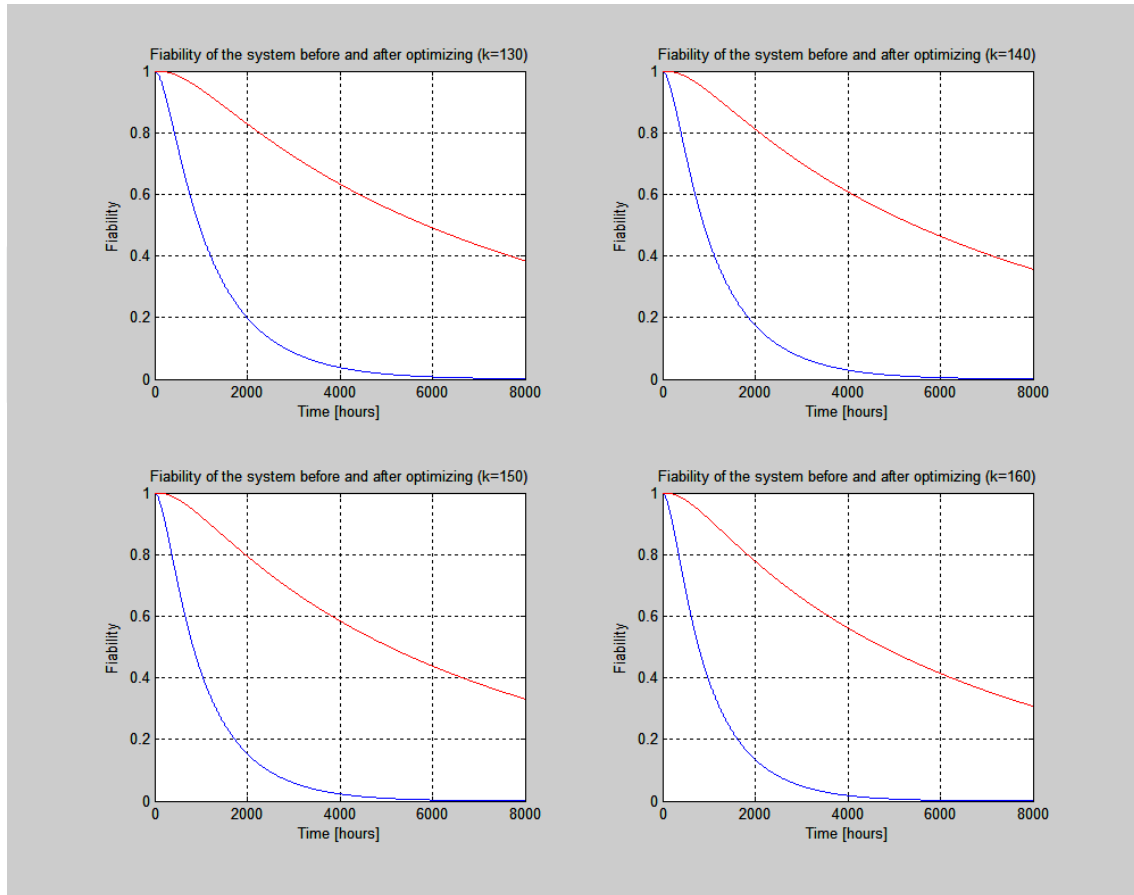 Fiability of the system before and after optimizing (k=130)
1
0.8
0.6
0.4
0.2
0
Fiability
0 2000 4000 6000 8000
Time [hours]
Fiability of the system before and after optimizing (k=140)
1
0.8
0.6
0.4
0.2
0
Fiability
0 2000 4000 6000 8000
Time [hours]
Fiability of the system before and after optimizing (k=150)
1
0.8
0.6
0.4
0.2
0
Fiability
0 2000 4000 6000 8000
Time [hours]
Fiability of the system before and after optimizing (k=160)
1
0.8
0.6
0.4
0.2
0
Fiability
0 2000 4000 6000 8000
Time [hours]